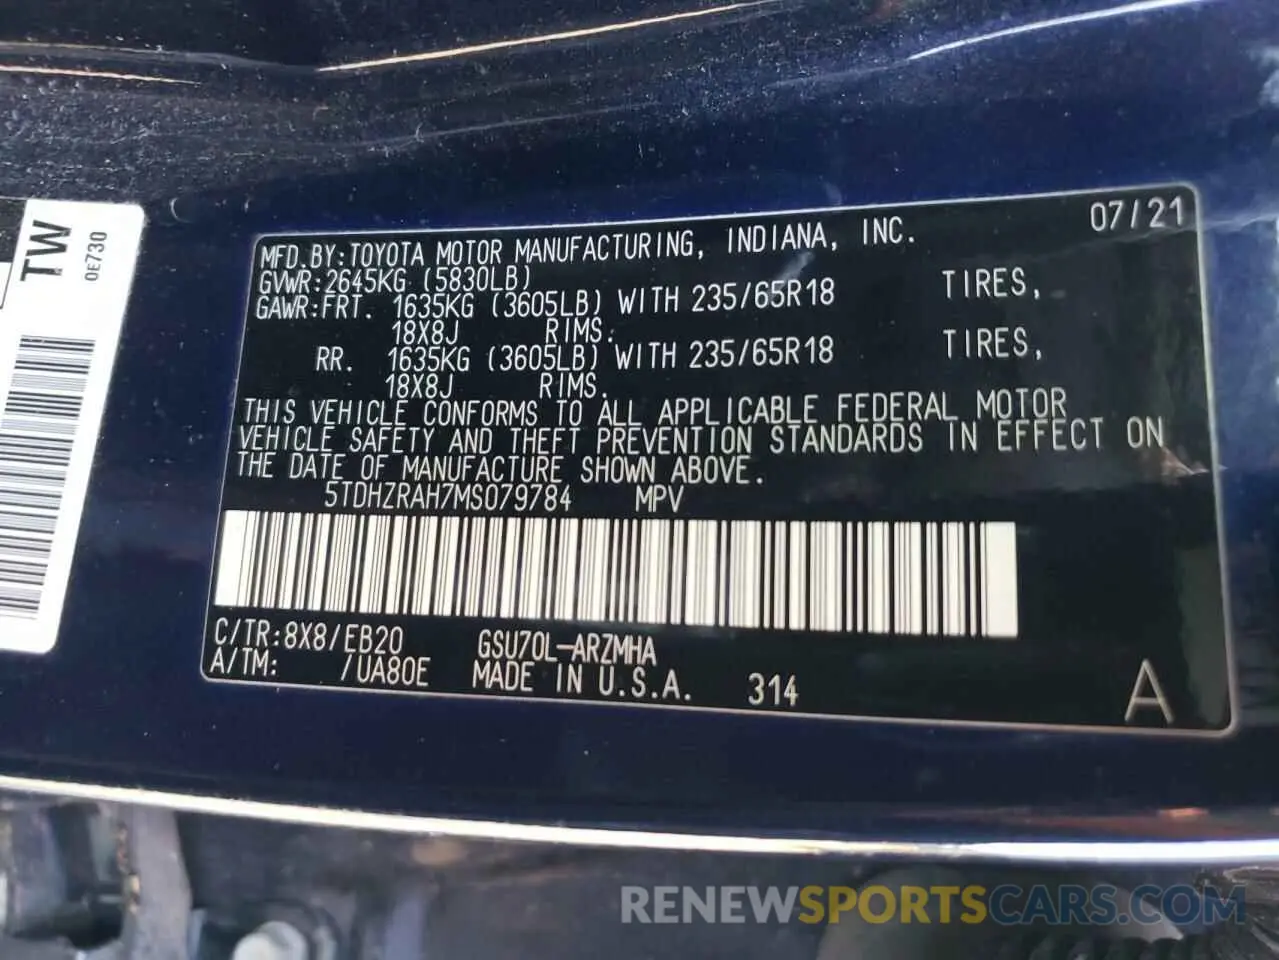 TW
0E730
07/21
MFD.BY:TOYOTA MOTOR MANUFACTURING, INDIANA, INC.
GVWR:2645KG (5830LB)
GAWR:FRT. 1635KG (3605LB) WITH 235/65R18 TIRES,
18X8J RIMS.
RR. 1635KG (3605LB) WITH 235/65R18 TIRES,
18X8J RIMS.
THIS VEHICLE CONFORMS TO ALL APPLICABLE FEDERAL MOTOR
VEHICLE SAFETY AND THEFT PREVENTION STANDARDS IN EFFECT ON
THE DATE OF MANUFACTURE SHOWN ABOVE.
5TDHZRAH7MS079784 MPV
C/TR:8X8/EB20 GSU70L-ARZMHA
A/TM: /UA80E MADE IN U.S.A. 314
A
RENEWSPORTSCARS.COM